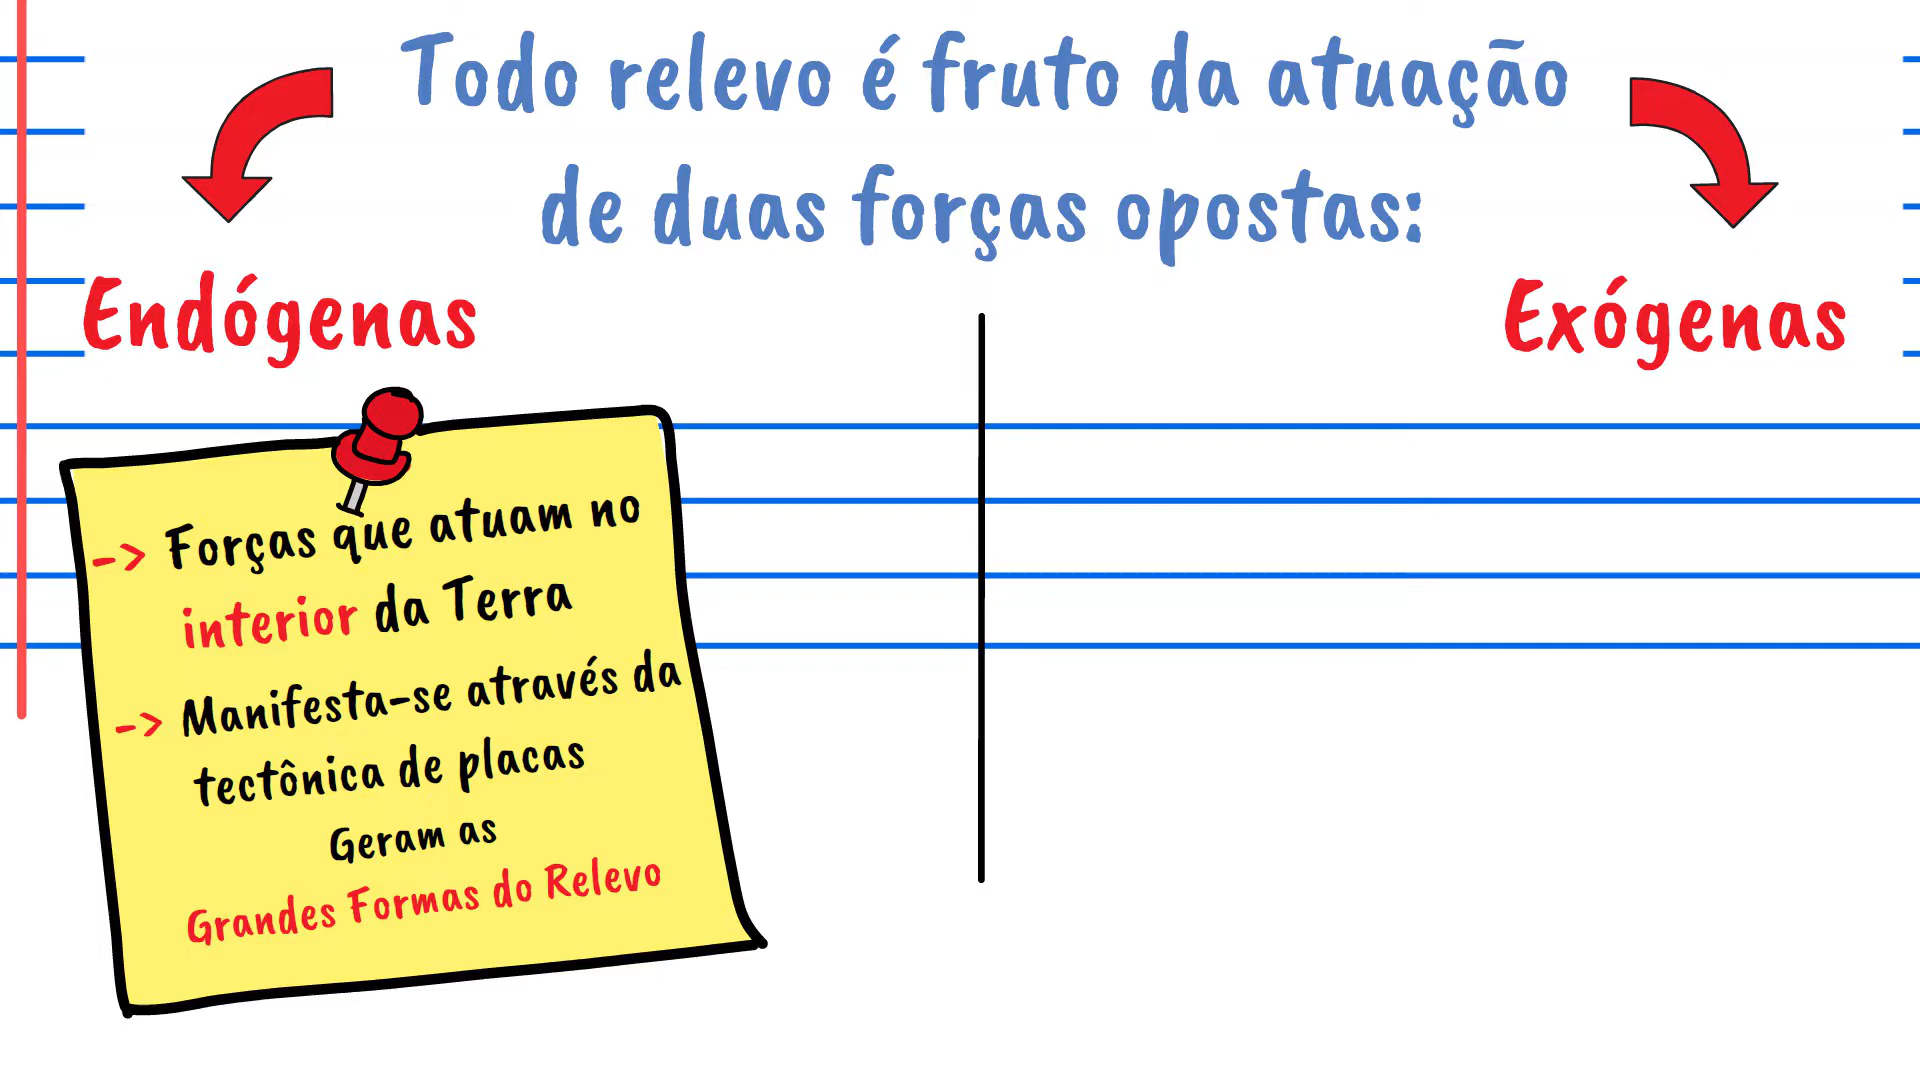 Todo relevo é fruto da atuação
de duas forças opostas:
Endógenas
Exógenas
-> Forças que atuam no
interior da Terra
-> Manifesta-se através da
tectônica de placas
Geram as
Grandes Formas do Relevo